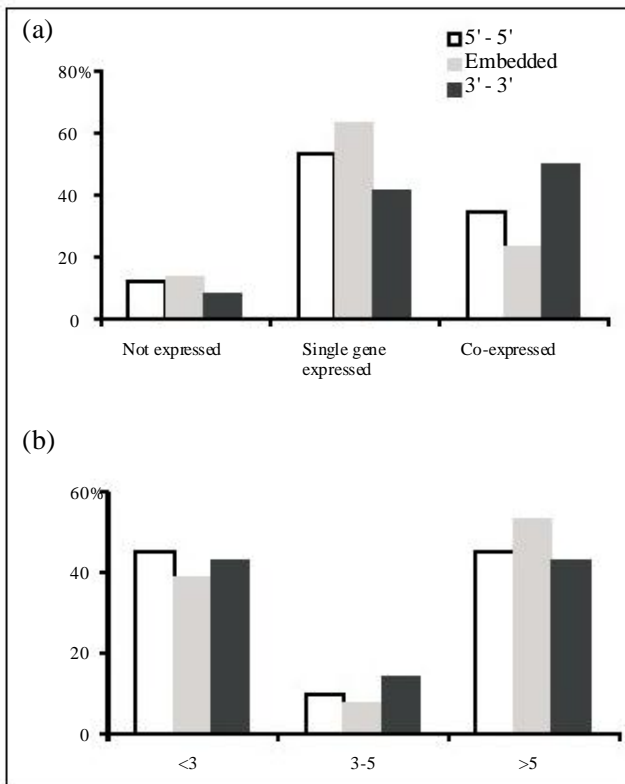 (a)
5' - 5'
Embedded
3' - 3'
80%
60
40
20
0
Not expressed
Single gene
expressed
Co-expressed
(b)
60%
40
20
0
<3
3-5
>5